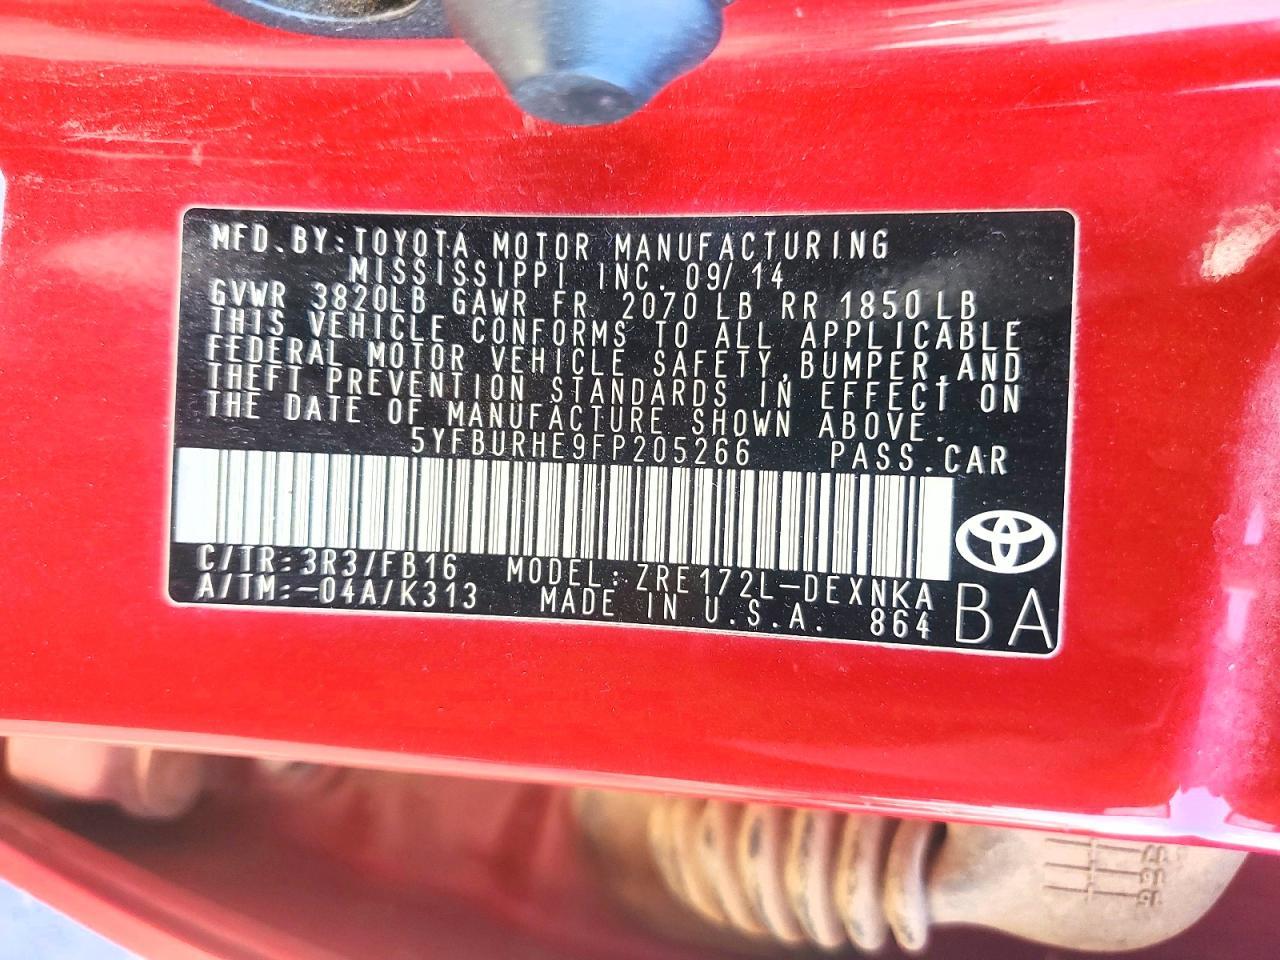 MFD.BY:TOYOTA MOTOR MANUFACTURING
MISSISSIPPI INC. 09/14
GVWR 3820LB GAWR FR 2070 LB RR 1850 LB
THIS VEHICLE CONFORMS TO ALL APPLICABLE
FEDERAL MOTOR VEHICLE SAFETY, BUMPER, AND
THEFT PREVENTION STANDARDS IN EFFECT ON
THE DATE OF MANUFACTURE SHOWN ABOVE.
5YFBURHE9FP205266 PASS.CAR
C/TR:3R3/FB16 MODEL:ZRE172L-DEXNKA
A/TM:-04A/K313 MADE IN U.S.A. 864
BA